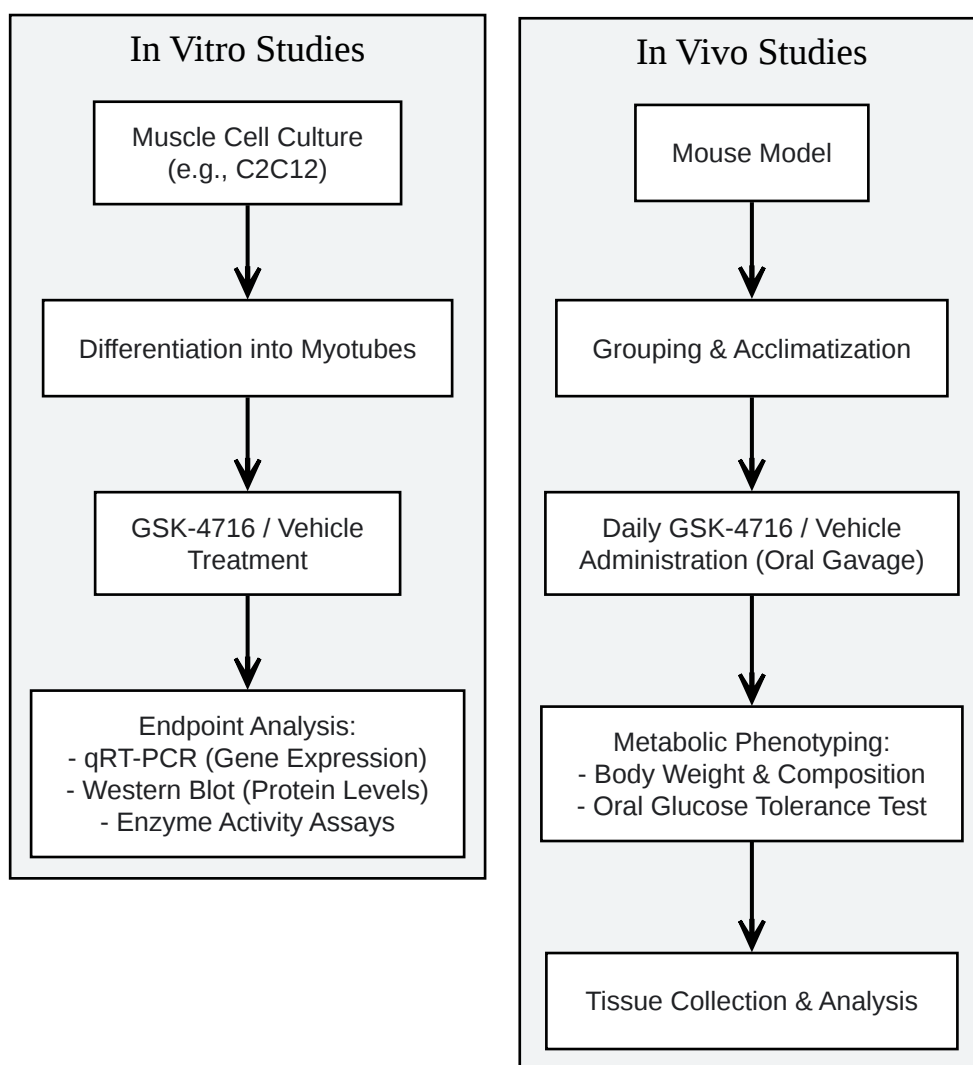 In Vitro Studies
Muscle Cell Culture
(e.g., C2C12)
Differentiation into Myotubes
GSK-4716 / Vehicle
Treatment
Endpoint Analysis:
- qRT-PCR (Gene Expression)
- Western Blot (Protein Levels)
- Enzyme Activity Assays
In Vivo Studies
Mouse Model
Grouping & Acclimatization
Daily GSK-4716 / Vehicle
Administration (Oral Gavage)
Metabolic Phenotyping:
- Body Weight & Composition
- Oral Glucose Tolerance Test
Tissue Collection & Analysis